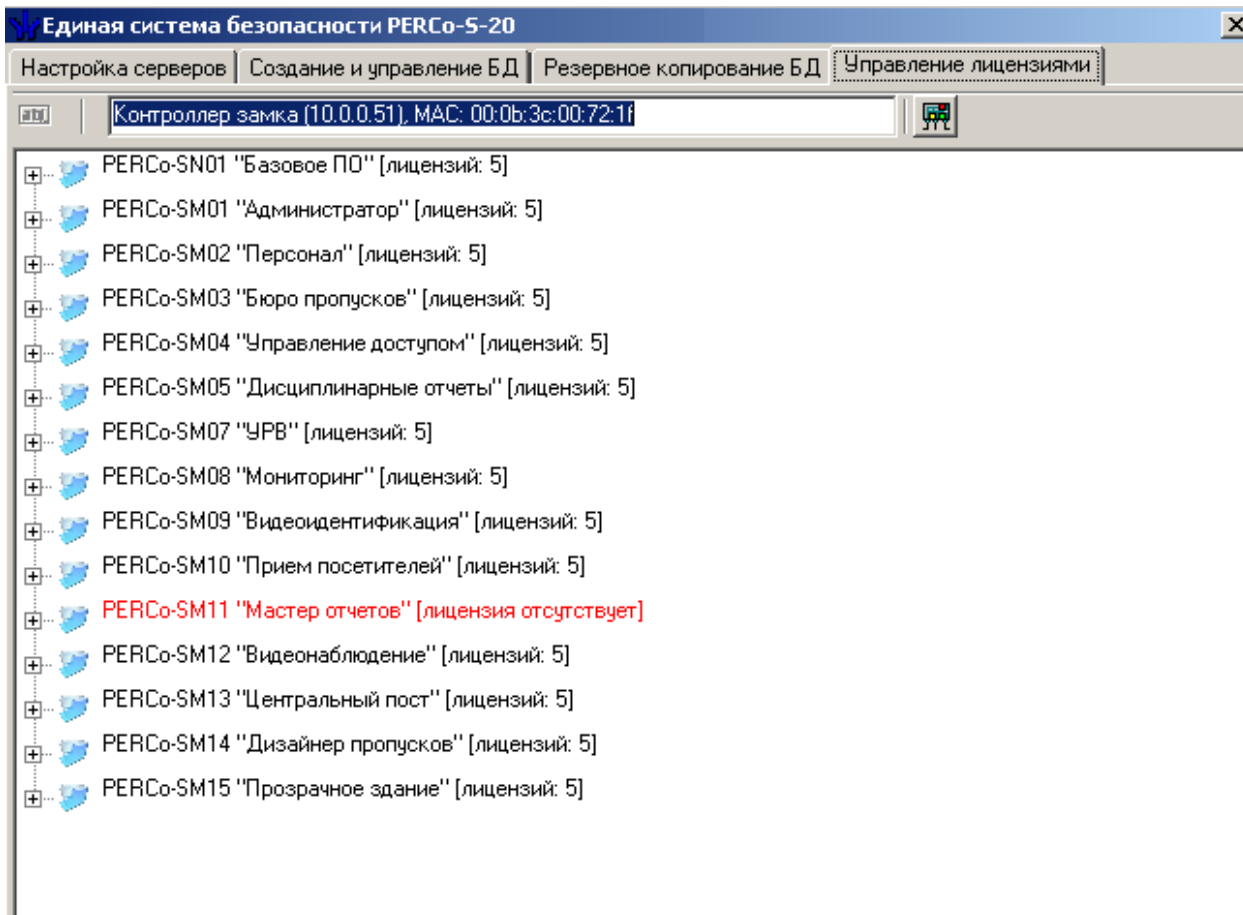 Единая система безопасности PERCo-S-20
Настройка серверов Создание и управление БД Резервное копирование БД Управление лицензиями
Контроллер замка (10.0.0.51), MAC: 00:0b:3c:00:72:1f
PERCo-SN01 "Базовое ПО" [лицензий: 5]
PERCo-SM01 "Администратор" [лицензий: 5]
PERCo-SM02 "Персонал" [лицензий: 5]
PERCo-SM03 "Бюро пропусков" [лицензий: 5]
PERCo-SM04 "Управление доступом" [лицензий: 5]
PERCo-SM05 "Дисциплинарные отчеты" [лицензий: 5]
PERCo-SM07 "УРВ" [лицензий: 5]
PERCo-SM08 "Мониторинг" [лицензий: 5]
PERCo-SM09 "Видеоидентификация" [лицензий: 5]
PERCo-SM10 "Прием посетителей" [лицензий: 5]
PERCo-SM11 "Мастер отчетов" [лицензия отсутствует]
PERCo-SM12 "Видеонаблюдение" [лицензий: 5]
PERCo-SM13 "Центральный пост" [лицензий: 5]
PERCo-SM14 "Дизайнер пропусков" [лицензий: 5]
PERCo-SM15 "Прозрачное здание" [лицензий: 5]